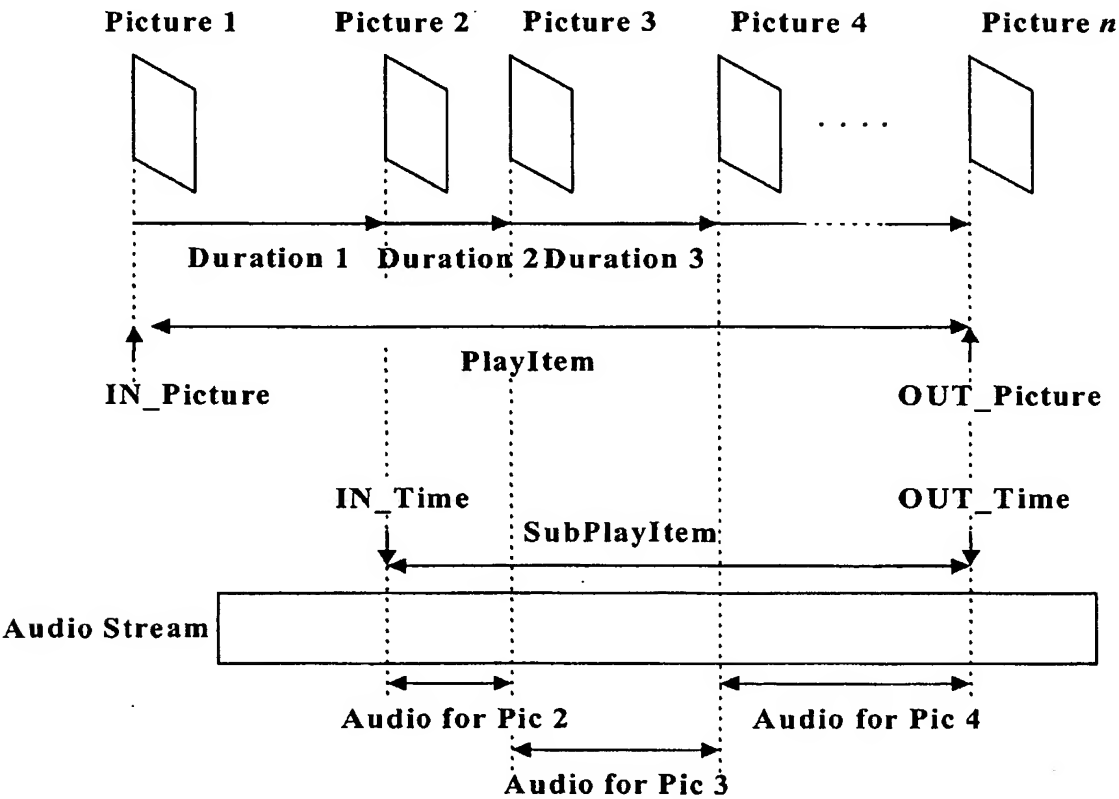 Picture 1 Picture 2 Picture 3 Picture 4 Picture n
. . . .
Duration 1 Duration 2 Duration 3
PlayItem
IN_Picture OUT_Picture
IN_Time OUT_Time
SubPlayItem
Audio Stream
Audio for Pic 2 Audio for Pic 4
Audio for Pic 3